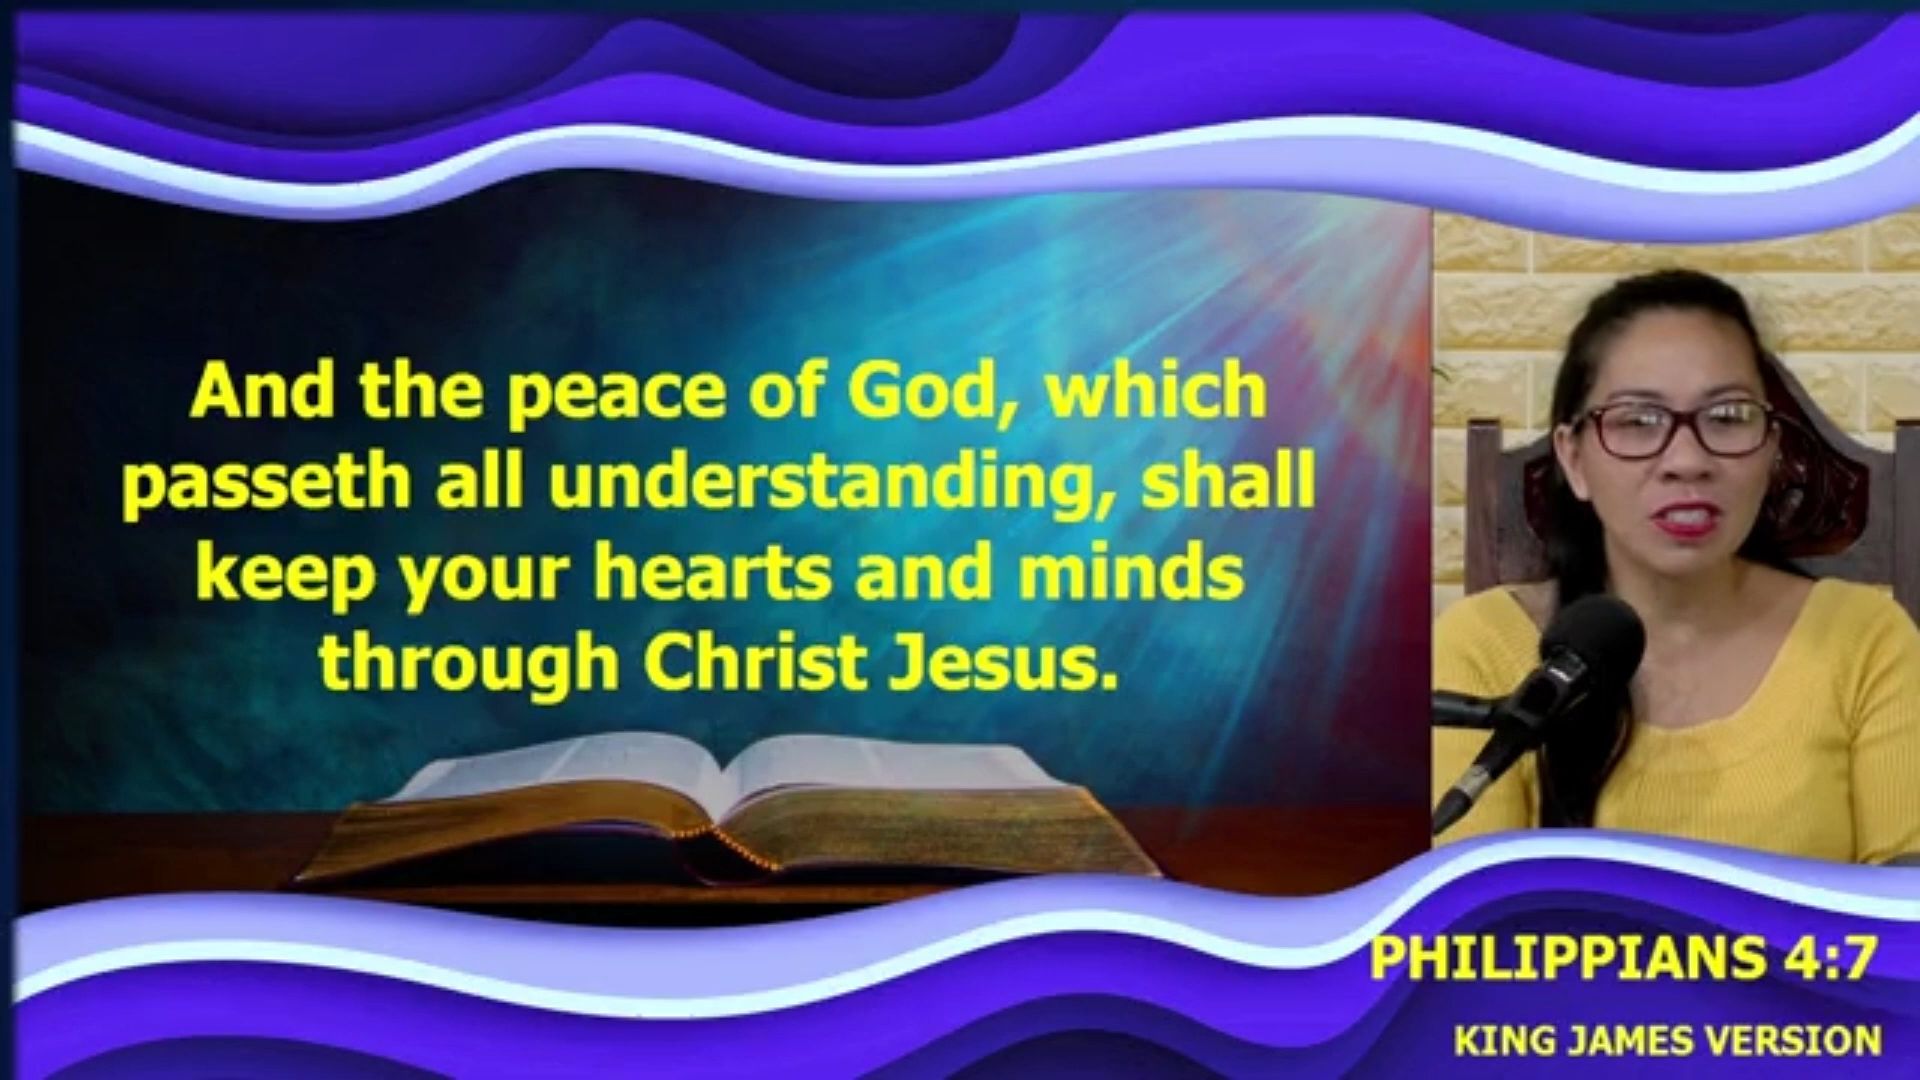 And the peace of God, which
passeth all understanding, shall
keep your hearts and minds
through Christ Jesus.
PHILIPPIANS 4:7
KING JAMES VERSION